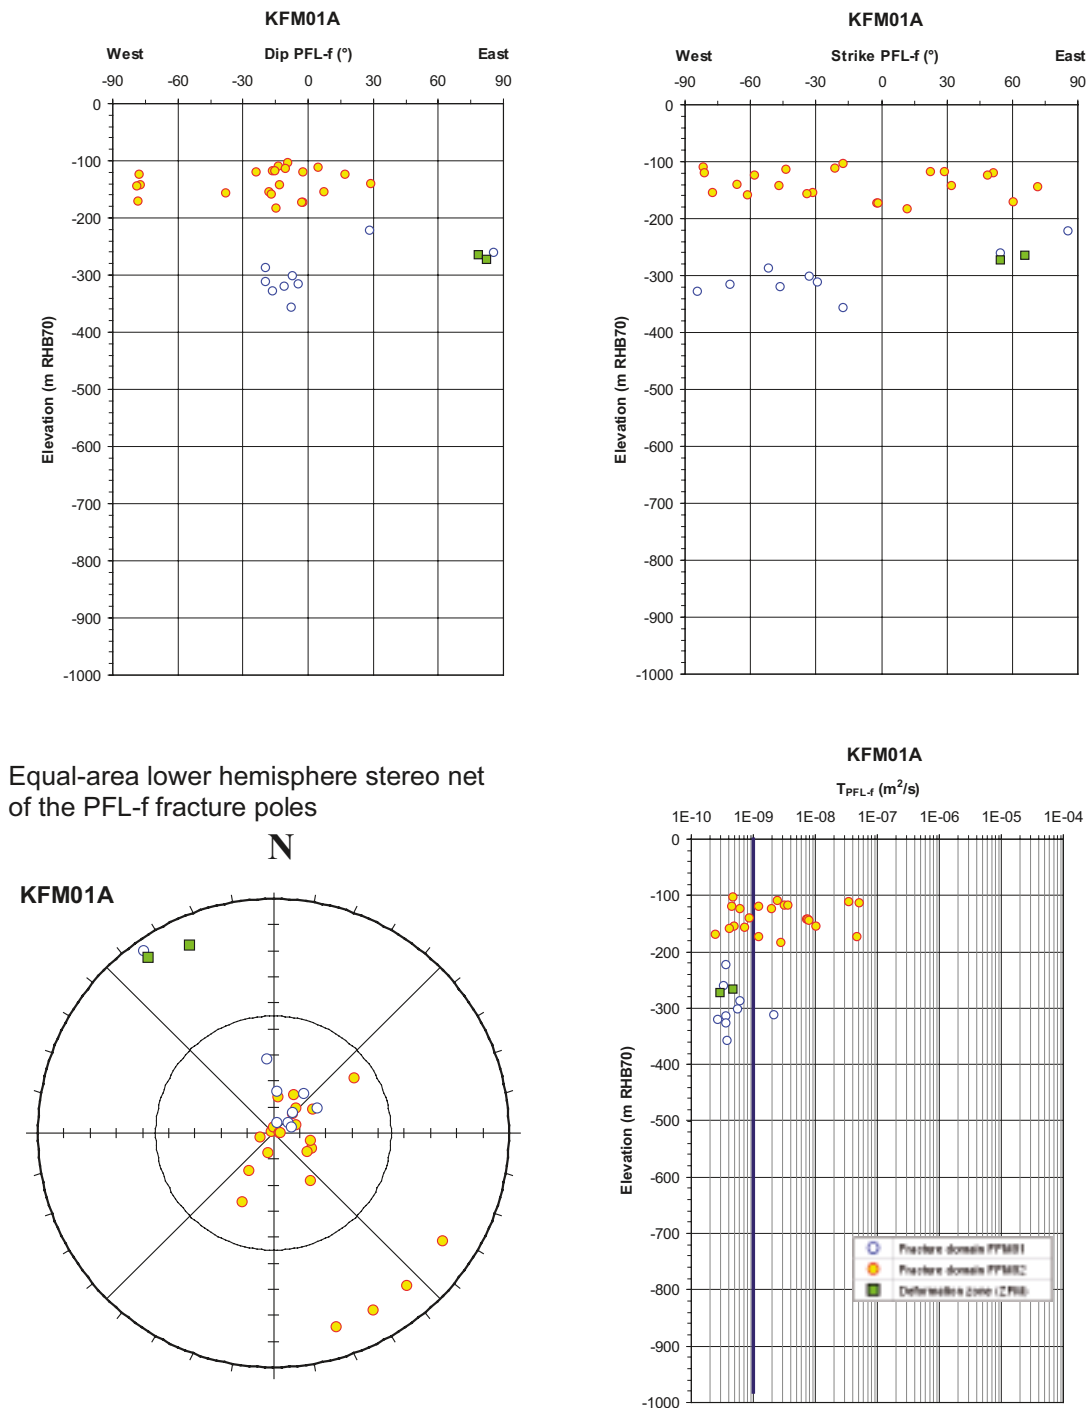 KFM01A
West Dip PFL-f (°) East
-90 -60 -30 0 30 60 90
0
-100
-200
-300
-400
-500
-600
-700
-800
-900
-1000
Elevation (m RHB70)
KFM01A
West Strike PFL-f (°) East
-90 -60 -30 0 30 60 90
0
-100
-200
-300
-400
-500
-600
-700
-800
-900
-1000
Elevation (m RHB70)
Equal-area lower hemisphere stereo net
of the PFL-f fracture poles
N
KFM01A
KFM01A
TPFL-f (m²/s)
1E-10 1E-09 1E-08 1E-07 1E-06 1E-05 1E-04
0
-100
-200
-300
-400
-500
-600
-700
-800
-900
-1000
Elevation (m RHB70)
Fracture domain
Fracture domain
Deformation zone